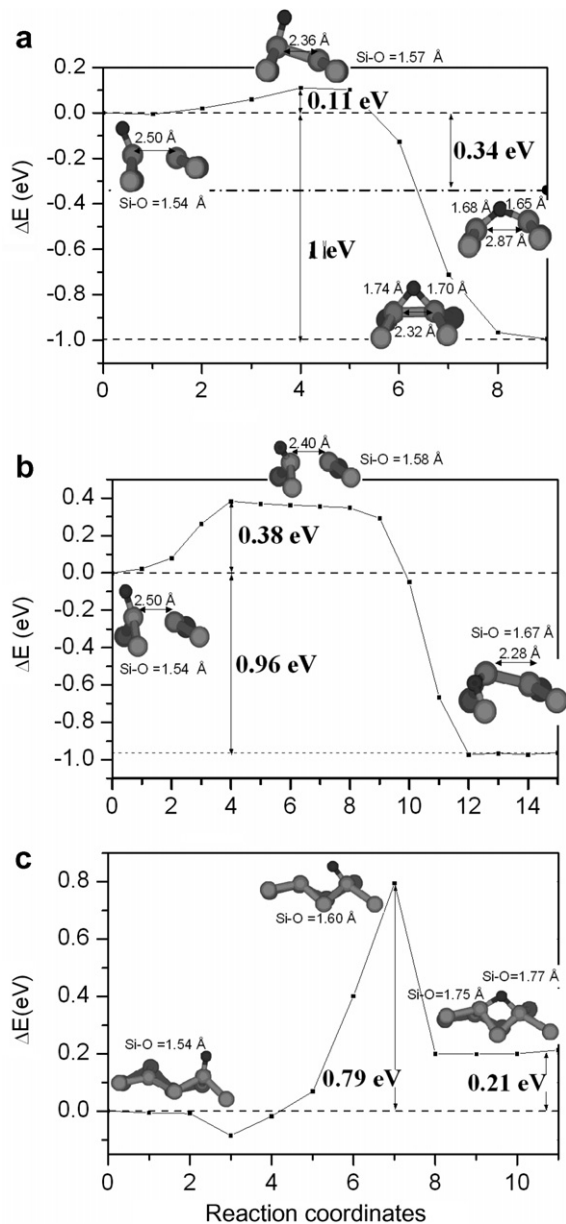 a
2.36 Å
Si-O =1.57 Å
0.2
0.11 eV
0.0
2.50 Å
0.34 eV
-0.2
Si-O =1.54 Å
-0.4
1.68 Å
1.65 Å
2.87 Å
ΔE (eV)
-0.6
1 eV
1.74 Å
1.70 Å
-0.8
2.32 Å
-1.0
0 2 4 6 8
b
2.40 Å
Si-O =1.58 Å
0.4
0.38 eV
0.2
0.0
2.50 Å
-0.2
Si-O =1.67 Å
2.28 Å
Si-O =1.54 Å
-0.4
ΔE (eV)
0.96 eV
-0.6
-0.8
-1.0
0 2 4 6 8 10 12 14
c
0.8
Si-O =1.60 Å
0.6
Si-O =1.77 Å
Si-O=1.75 Å
ΔE(eV)
0.4
Si-O =1.54 Å
0.2
0.79 eV
0.21 eV
0.0
0 2 4 6 8 10
Reaction coordinates